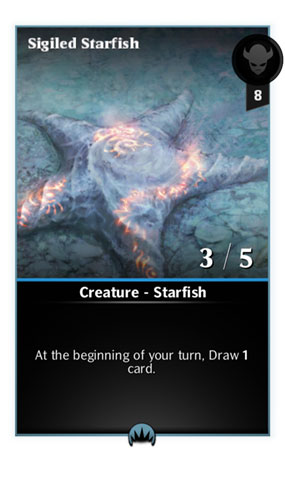 Sigiled Starfish
8
3 / 5
Creature - Starfish
At the beginning of your turn, Draw 1
card.